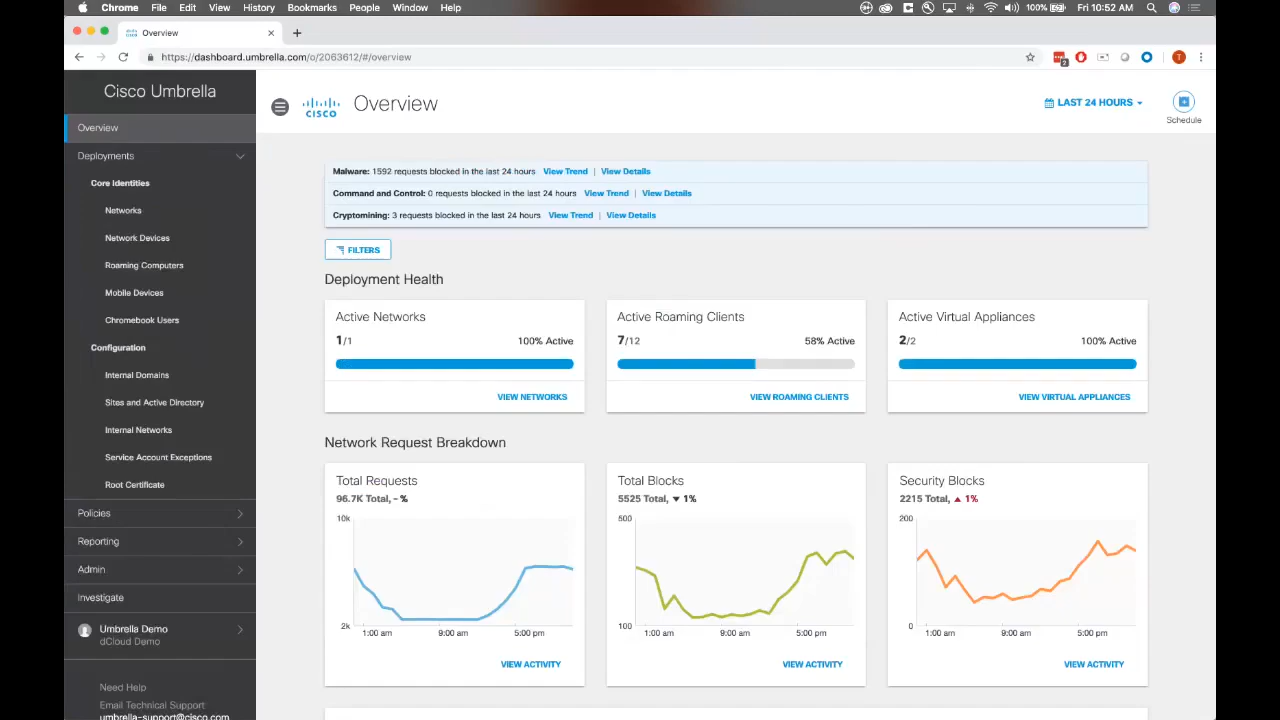 Chrome File Edit View History Bookmarks People Window Help 100% Fri 10:52 AM
Overview
https://dashboard.umbrella.com/o/2063612/#/overview
2
T
Cisco Umbrella
Overview
Deployments
Core Identities
Networks
Network Devices
Roaming Computers
Mobile Devices
Chromebook Users
Configuration
Internal Domains
Sites and Active Directory
Internal Networks
Service Account Exceptions
Root Certificate
Policies
Reporting
Admin
Investigate
Umbrella Demo
dCloud Demo
Need Help
Email Technical Support
umbrella-support@cisco.com
CISCO
Overview
LAST 24 HOURS
Schedule
Malware: 1592 requests blocked in the last 24 hours View Trend | View Details
Command and Control: 0 requests blocked in the last 24 hours View Trend | View Details
Cryptomining: 3 requests blocked in the last 24 hours View Trend | View Details
FILTERS
Deployment Health
Active Networks
1/1 100% Active
VIEW NETWORKS
Active Roaming Clients
7/12 58% Active
VIEW ROAMING CLIENTS
Active Virtual Appliances
2/2 100% Active
VIEW VIRTUAL APPLIANCES
Network Request Breakdown
Total Requests
96.7K Total, - %
10k
2k
1:00 am 9:00 am 5:00 pm
VIEW ACTIVITY
Total Blocks
5525 Total, ▼ 1%
500
100
1:00 am 9:00 am 5:00 pm
VIEW ACTIVITY
Security Blocks
2215 Total, ▲ 1%
200
0
1:00 am 9:00 am 5:00 pm
VIEW ACTIVITY